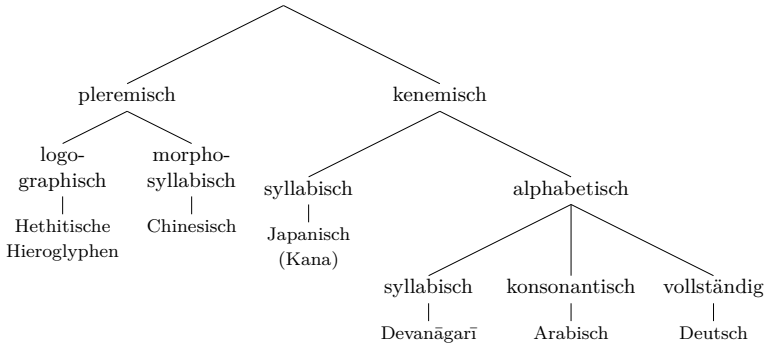 pleremisch
kenemisch
logo-
graphisch
morpho-
syllabisch
syllabisch
alphabetisch
Hethitische
Hieroglyphen
Chinesisch
Japanisch
(Kana)
syllabisch
konsonantisch
vollständig
Devanāgarī
Arabisch
Deutsch